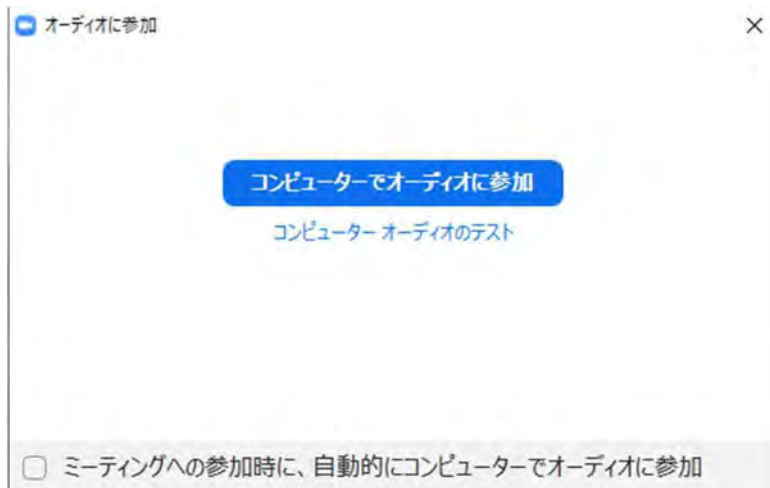 オーディオに参加
コンピューターでオーディオに参加
コンピューター オーディオのテスト
ミーティングへの参加時に、自動的にコンピューターでオーディオに参加